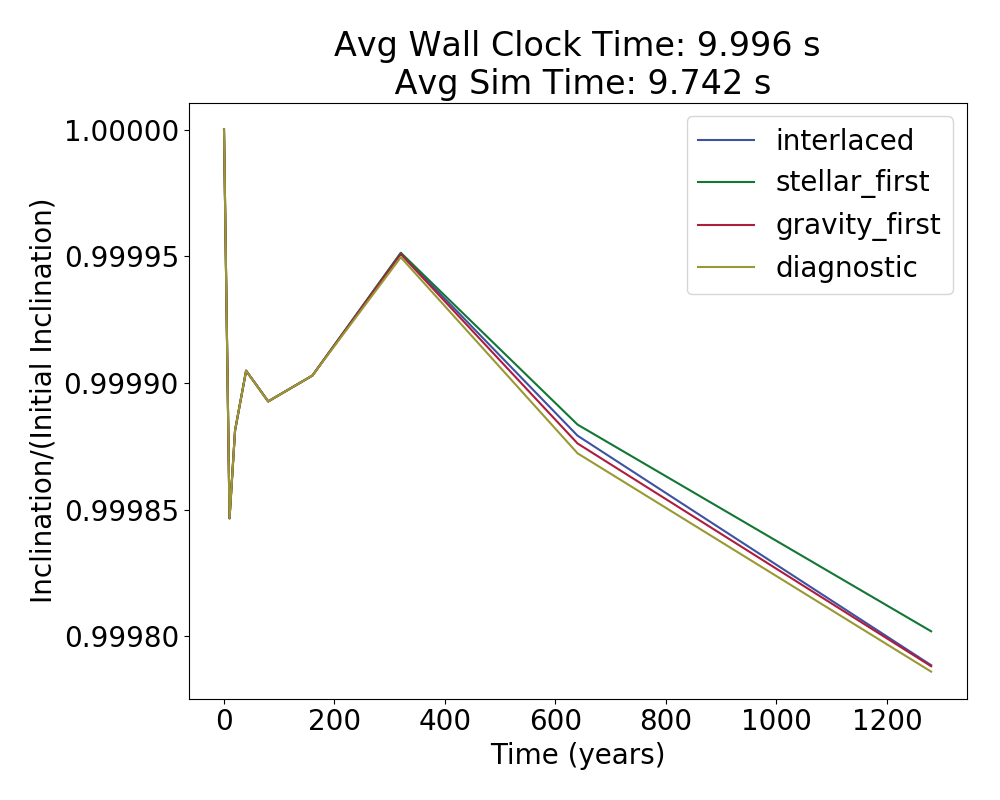 Avg Wall Clock Time: 9.996 s
Avg Sim Time: 9.742 s
interlaced
stellar_first
gravity_first
diagnostic
1.00000
0.99995
0.99990
0.99985
0.99980
Inclination/(Initial Inclination)
0 200 400 600 800 1000 1200
Time (years)